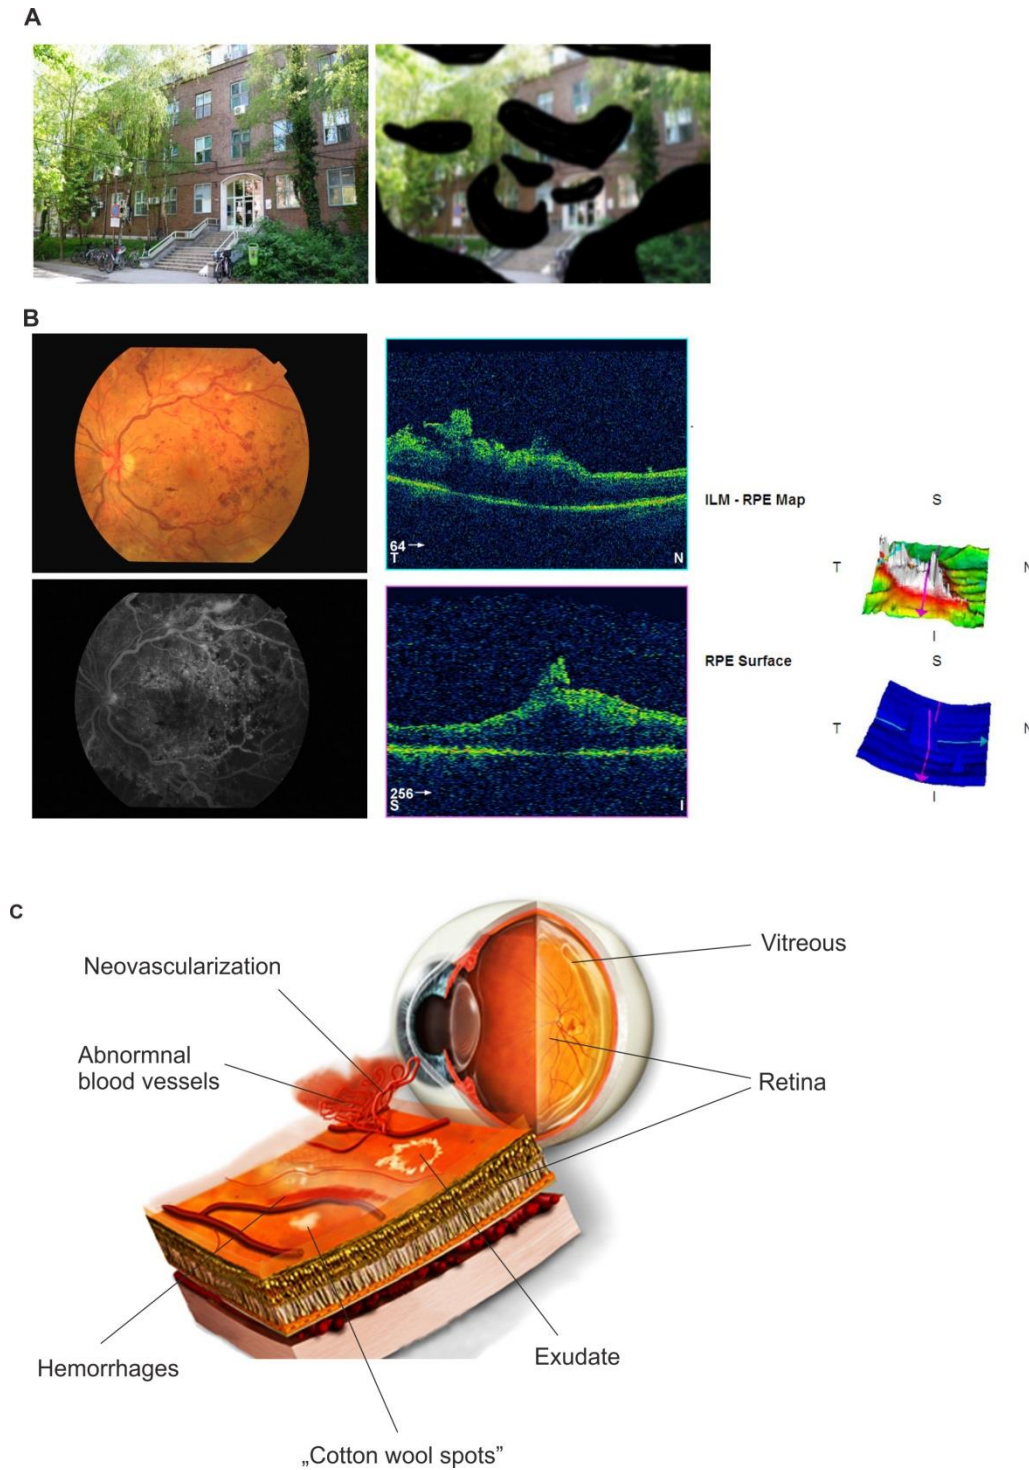 A
B
64→
T
N
ILM - RPE Map
S
T
N
I
256→
S
I
RPE Surface
S
T
N
I
C
Neovascularization
Vitreous
Abnormnal
blood vessels
Retina
Hemorrhages
Exudate
„Cotton wool spots”